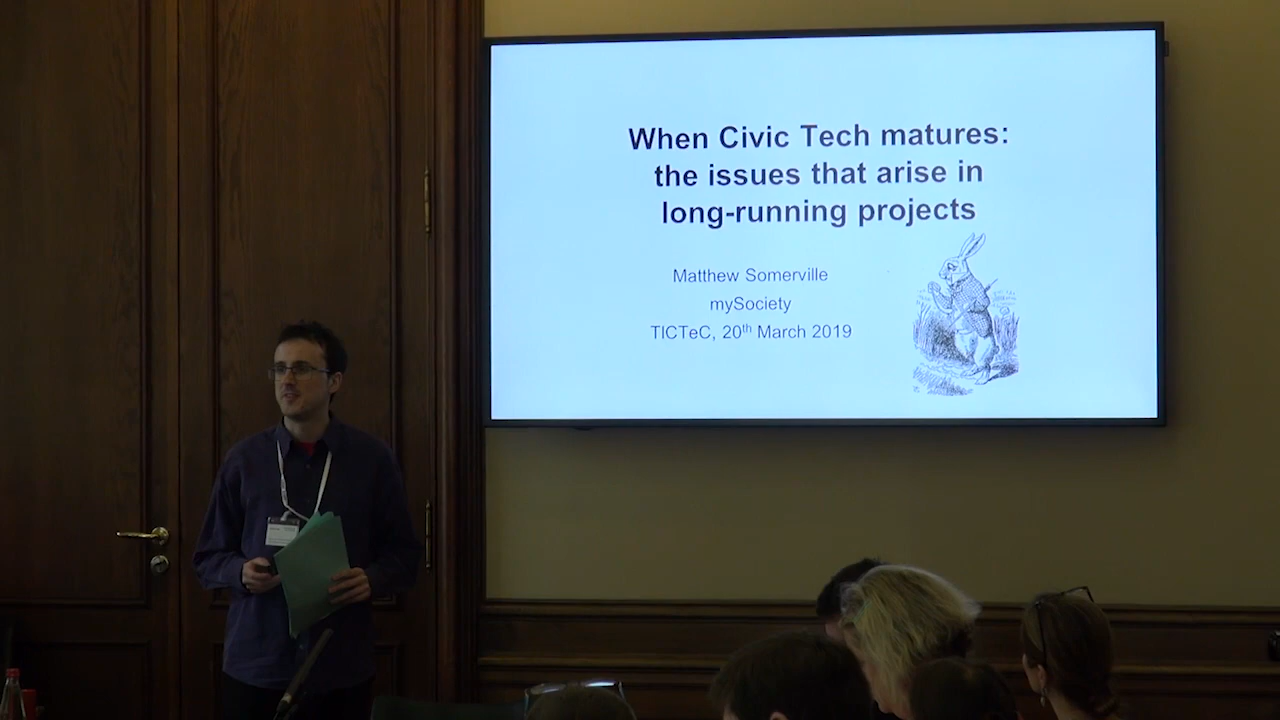 When Civic Tech matures:
the issues that arise in
long-running projects
Matthew Somerville
mySociety
TICTeC, 20th March 2019